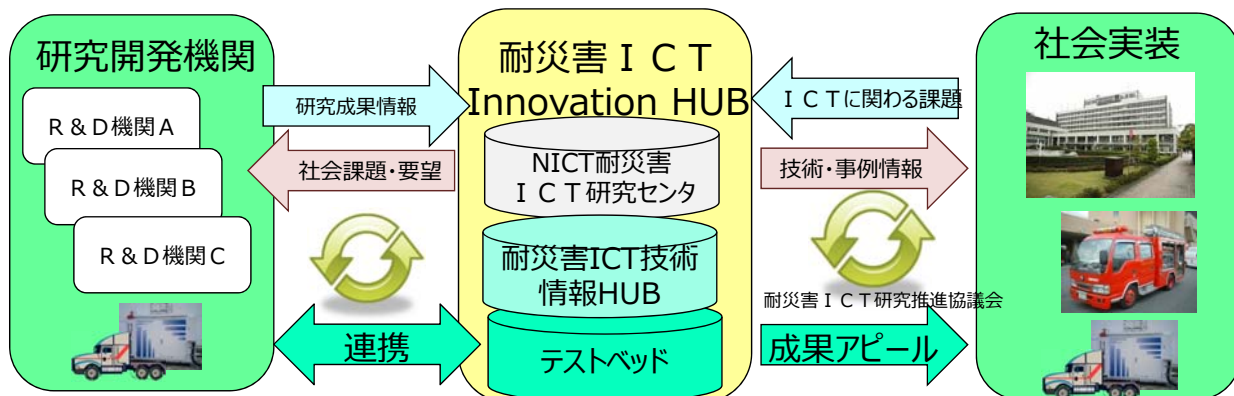 研究開発機関
R&D機関A
R&D機関B
R&D機関C
研究成果情報
社会課題・要望
連携
耐災害ICT
Innovation HUB
NICT耐災害
ICT研究センタ
耐災害ICT技術
情報HUB
テストベッド
ICTに関わる課題
技術・事例情報
耐災害ICT研究推進協議会
成果アピール
社会実装